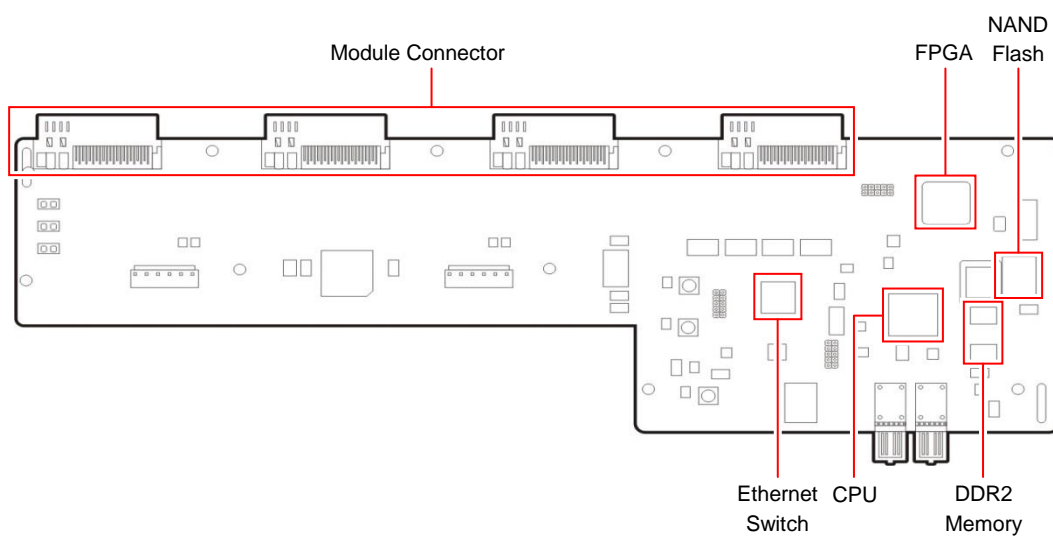 NAND
Module Connector
FPGA
Flash
Ethernet
CPU
DDR2
Switch
Memory